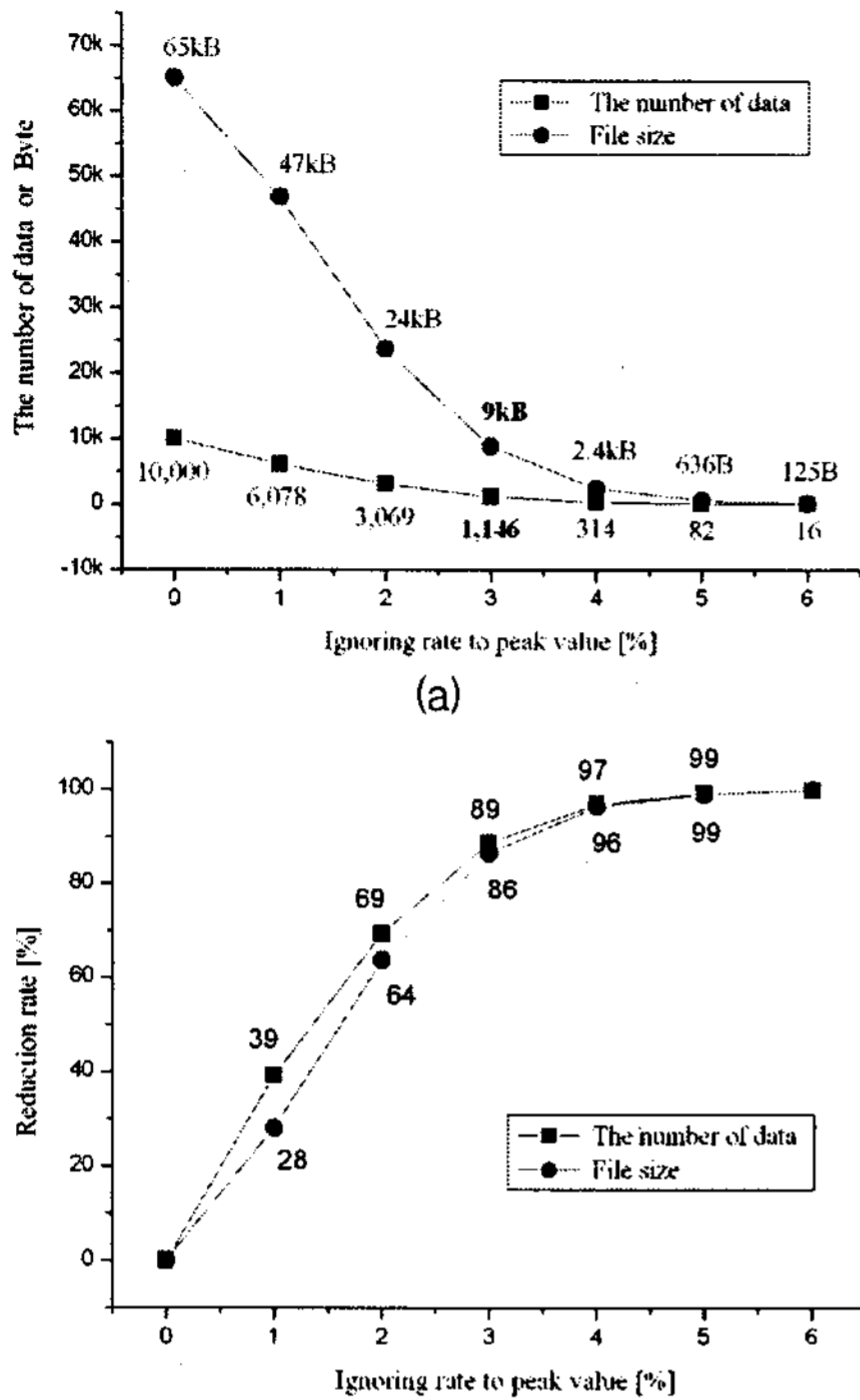 70k
65kB
The number of data
File size
60k
50k
47kB
40k
30k
24kB
20k
10k
9kB
2.4kB
636B
125B
0
10,000
6,078
3,069
1,146
314
82
16
-10k
The number of data or Byte
0 1 2 3 4 5 6
Ignoring rate to peak value [%]
(a)
100
99
97
89
96
99
80
86
69
60
64
40
39
28
20
0
The number of data
File size
Reduction rate [%]
0 1 2 3 4 5 6
Ignoring rate to peak value [%]